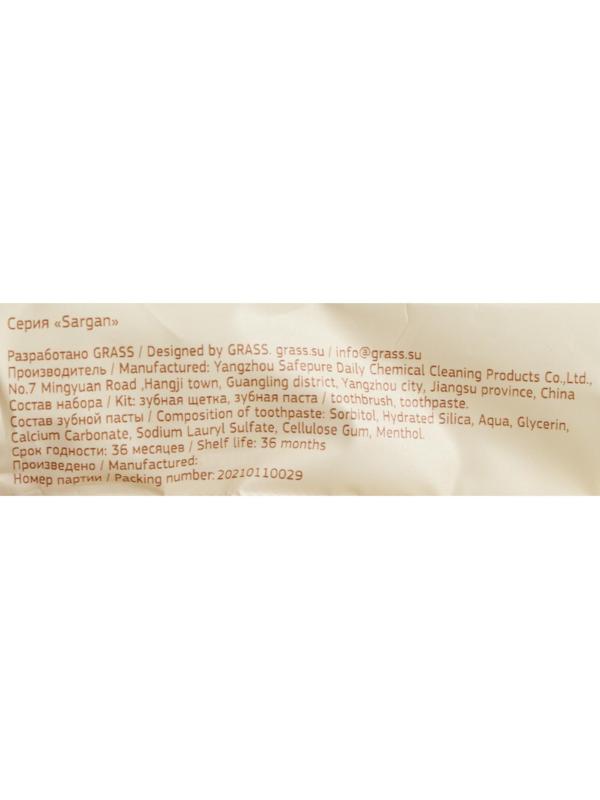 Серия «Sargan»
Разработано GRASS / Designed by GRASS. grass.su / info@grass.su
Производитель / Manufactured: Yangzhou Safepure Daily Chemical Cleaning Products Co.,Ltd.,
No.7 Mingyuan Road ,Hangji town, Guangling district, Yangzhou city, Jiangsu province, China
Состав набора / Kit: зубная щетка, зубная паста / toothbrush, toothpaste.
Состав зубной пасты / Composition of toothpaste: Sorbitol, Hydrated Silica, Aqua, Glycerin,
Calcium Carbonate, Sodium Lauryl Sulfate, Cellulose Gum, Menthol.
Срок годности: 36 месяцев / Shelf life: 36 months
Произведено / Manufactured:
Номер партии / Packing number: 20210110029